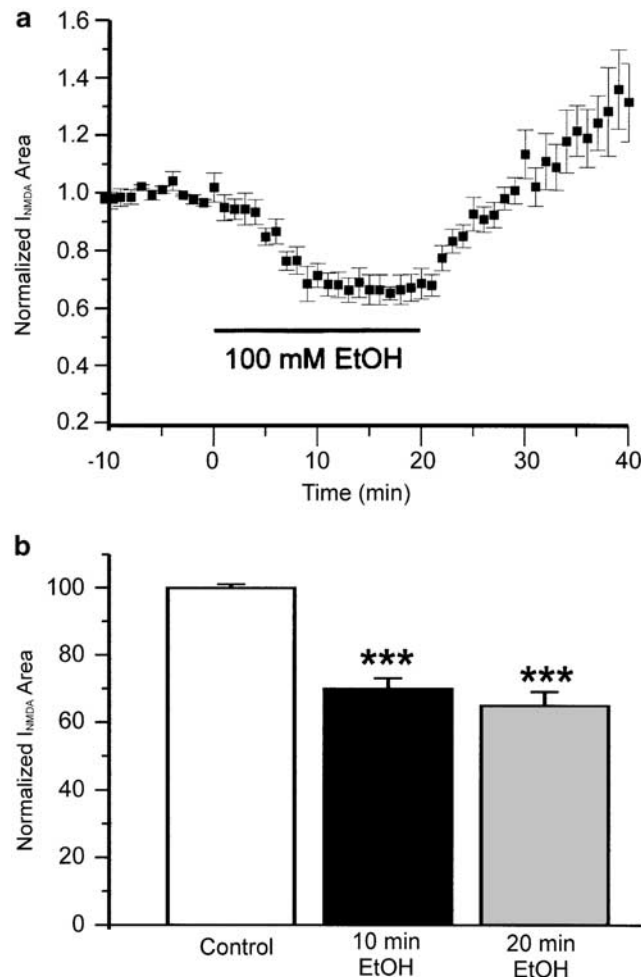 a
Normalized INMDA Area
1.6
1.4
1.2
1.0
0.8
0.6
0.4
0.2
100 mM EtOH
-10 0 10 20 30 40
Time (min)
b
Normalized INMDA Area
100
80
60
40
20
0
*** ***
Control 10 min EtOH 20 min EtOH